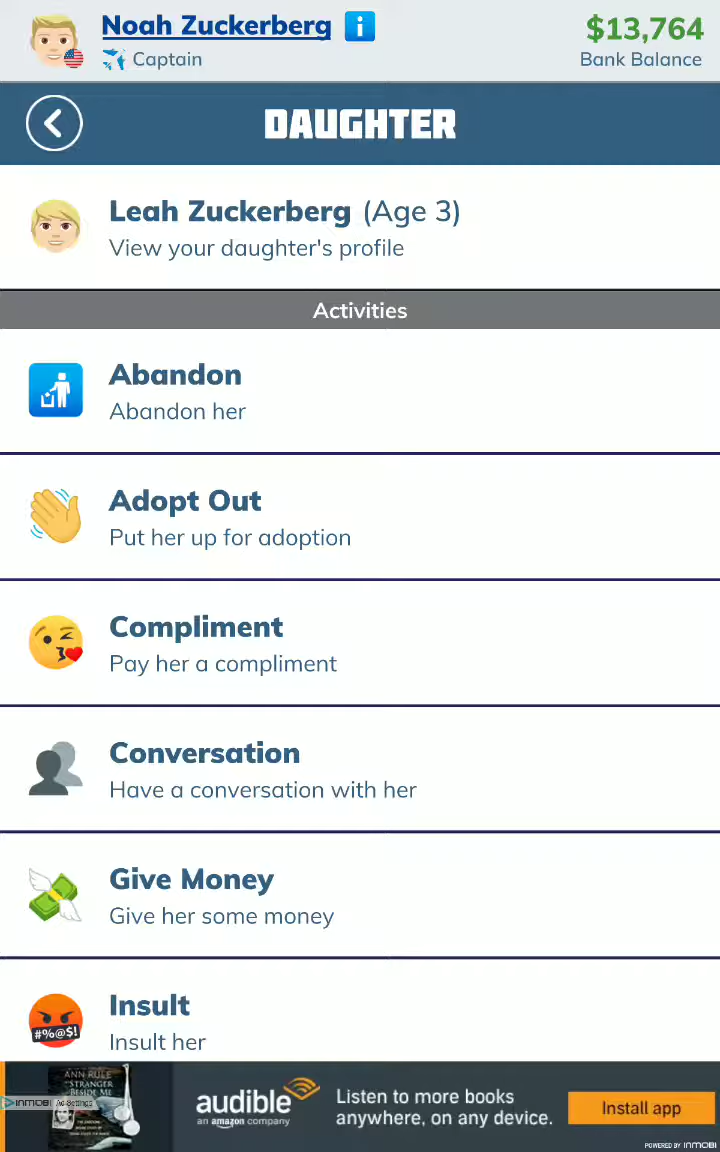 Noah Zuckerberg
$13,764
Captain
Bank Balance
DAUGHTER
Leah Zuckerberg (Age 3)
View your daughter's profile
Activities
Abandon
Abandon her
Adopt Out
Put her up for adoption
Compliment
Pay her a compliment
Conversation
Have a conversation with her
Give Money
Give her some money
#%@$!
Insult
Insult her
ANN RULE
STRANGER
BESIDE ME
INMOBI Ad Settings
audible
an amazon company
Listen to more books
anywhere, on any device.
Install app
POWERED BY INMOBI